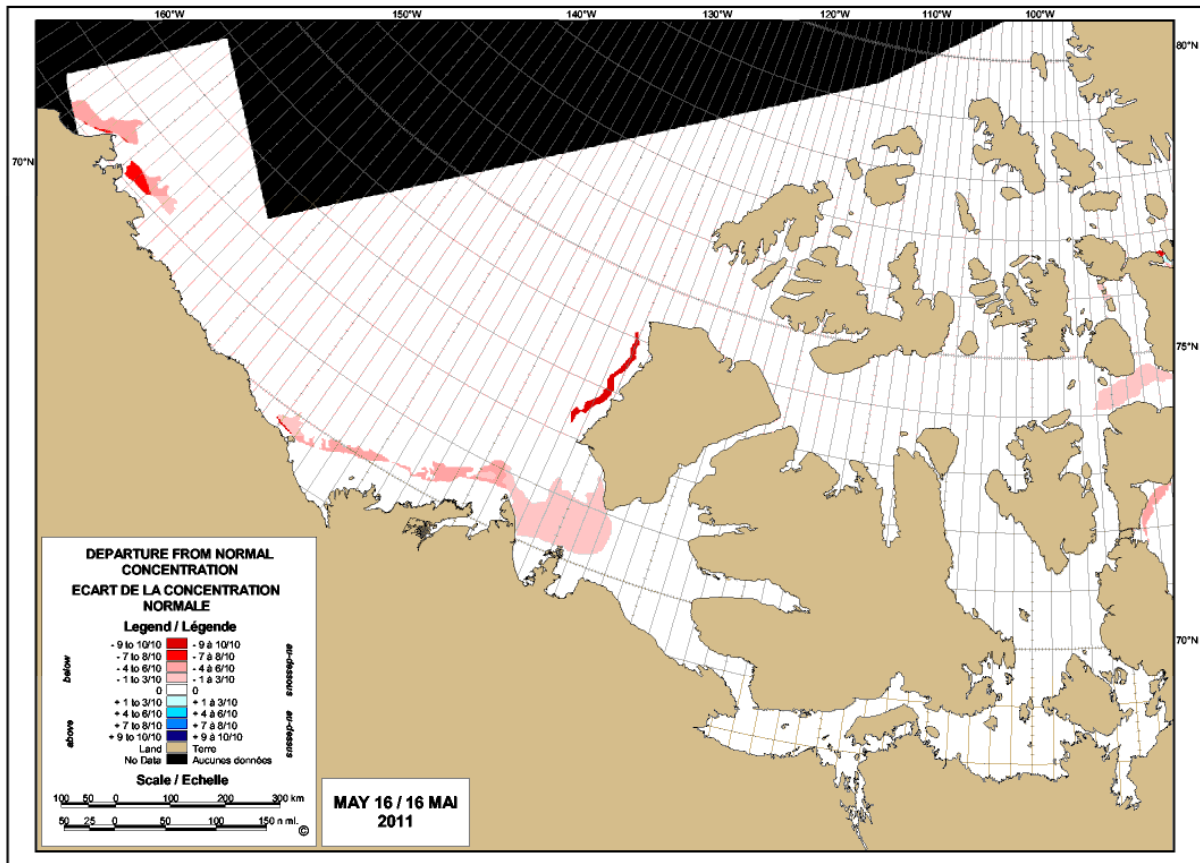 160°W 150°W 140°W 130°W 120°W 110°W 100°W
80°N
70°N
75°N
70°N
DEPARTURE FROM NORMAL
CONCENTRATION
ECART DE LA CONCENTRATION
NORMALE
Legend / Légende
below
- 9 to 10/10 - 9 à 10/10
- 7 to 8/10 - 7 à 8/10
- 4 to 6/10 - 4 à 6/10
- 1 to 3/10 - 1 à 3/10
au-dessous
0 0
above
+ 1 to 3/10 + 1 à 3/10
+ 4 to 6/10 + 4 à 6/10
+ 7 to 8/10 + 7 à 8/10
+ 9 to 10/10 + 9 à 10/10
au-dessus
Land Terre
No Data Aucunes données
Scale / Echelle
100 50 0 100 200 300 km
50 25 0 50 100 150 n mi.
©
MAY 16 / 16 MAI
2011